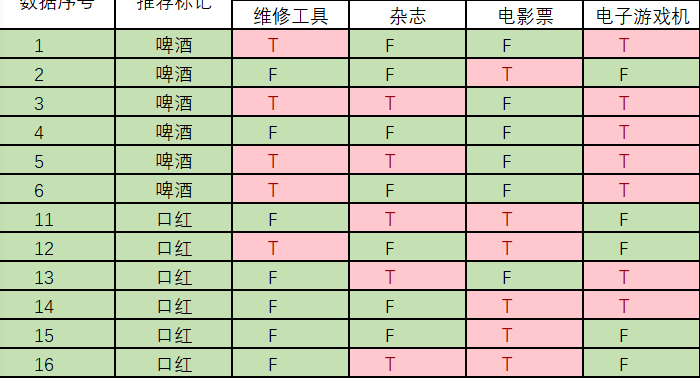 数据序号 推荐标记 维修工具 杂志 电影票 电子游戏机
1 啤酒 T F F T
2 啤酒 F F T F
3 啤酒 T T F T
4 啤酒 F F F T
5 啤酒 T T F T
6 啤酒 T F F T
11 口红 F T T F
12 口红 T F T F
13 口红 F T F T
14 口红 F F T T
15 口红 F F T F
16 口红 F T T F